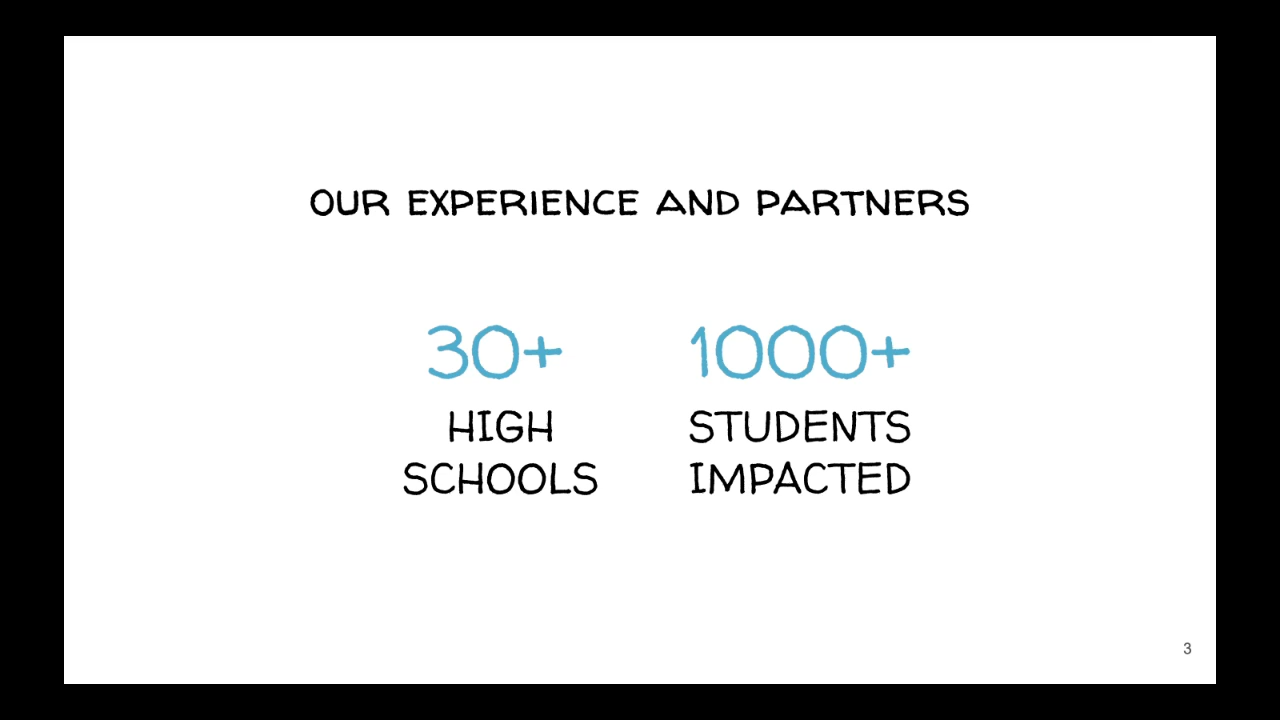 OUR EXPERIENCE AND PARTNERS
30+
HIGH
SCHOOLS
1000+
STUDENTS
IMPACTED
3